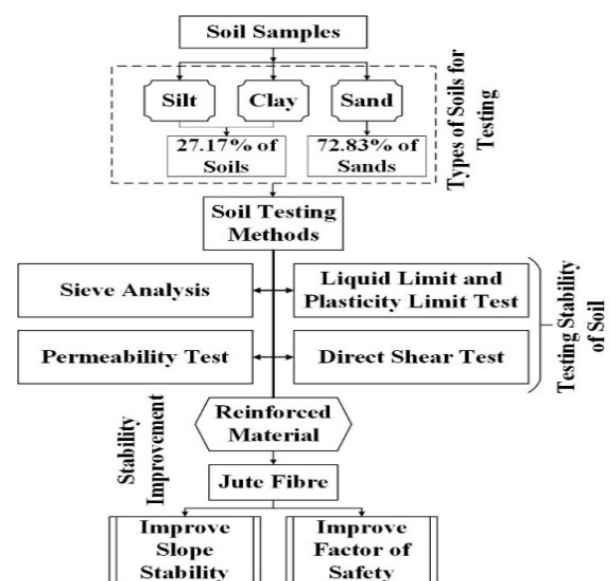 Soil Samples
Silt
Clay
Sand
27.17% of
Soils
72.83% of
Sands
Types of Soils for
Testing
Soil Testing
Methods
Sieve Analysis
Liquid Limit and
Plasticity Limit Test
Permeability Test
Direct Shear Test
Testing Stability
of Soil
Reinforced
Material
Stability
Improvement
Jute Fibre
Improve
Slope
Stability
Improve
Factor of
Safety